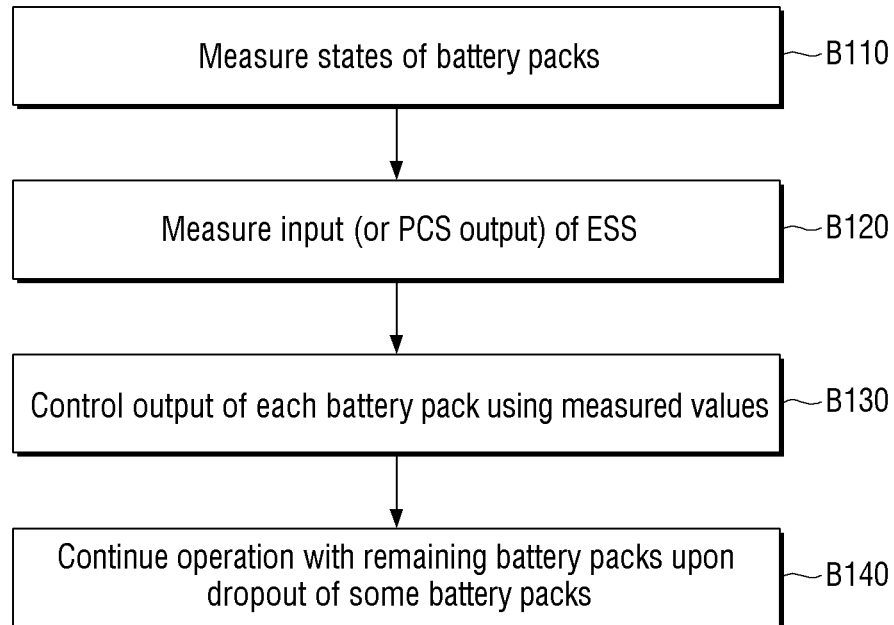 Measure states of battery packs
B110
Measure input (or PCS output) of ESS
B120
Control output of each battery pack using measured values
B130
Continue operation with remaining battery packs upon
dropout of some battery packs
B140